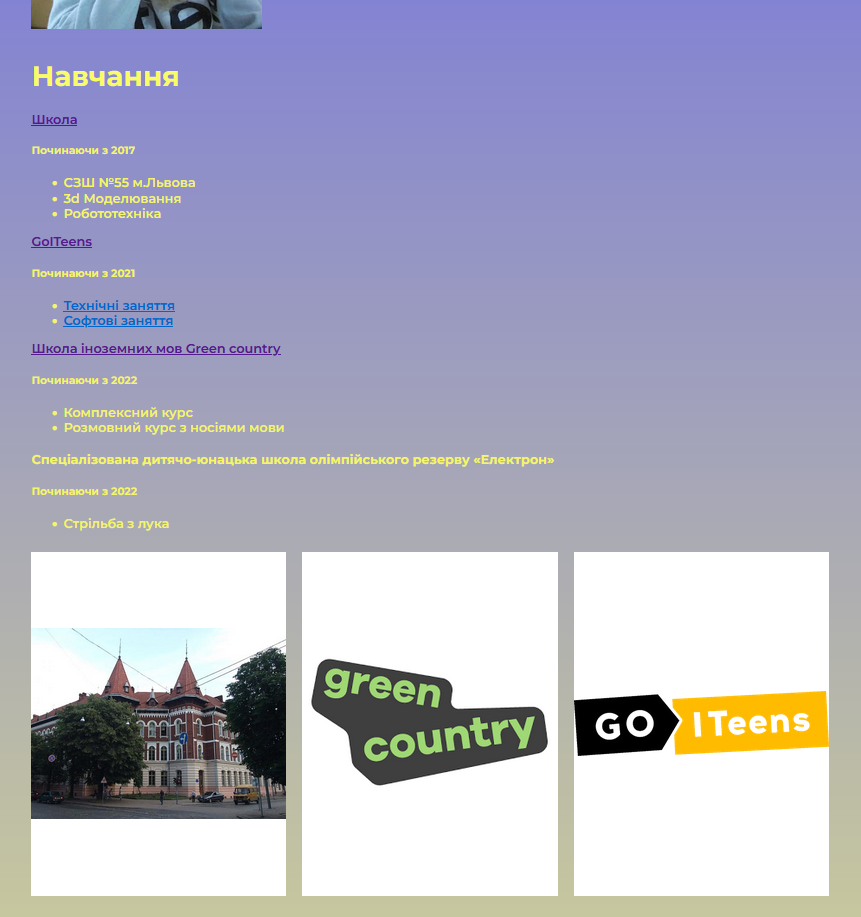 Навчання
Школа
Починаючи з 2017
СЗШ №55 м.Львова
3d Моделювання
Робототехніка
GoITeens
Починаючи з 2021
Технічні заняття
Софтові заняття
Школа іноземних мов Green country
Починаючи з 2022
Комплексний курс
Розмовний курс з носіями мови
Спеціалізована дитячо-юнацька школа олімпійського резерву «Електрон»
Починаючи з 2022
Стрільба з лука
green
country
GO ITeens